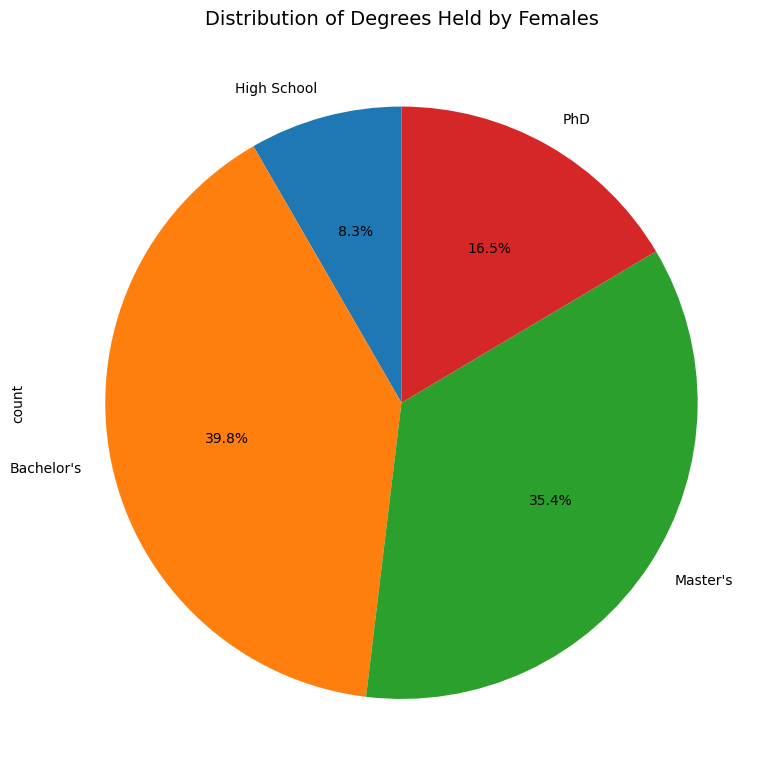 Distribution of Degrees Held by Females
High School
PhD
8.3%
16.5%
count
39.8%
Bachelor's
35.4%
Master's